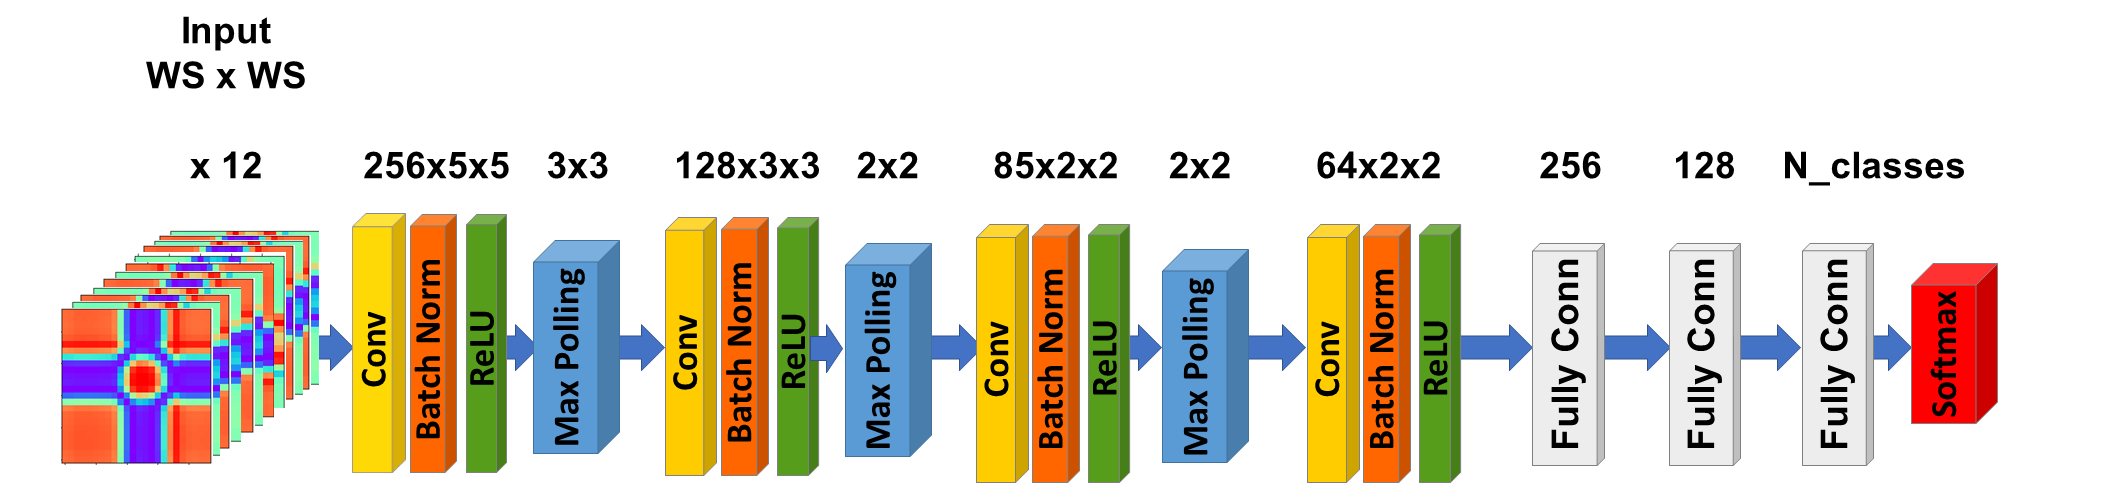 Input
WS x WS
x 12
256x5x5
3x3
128x3x3
2x2
85x2x2
2x2
64x2x2
256
128
N_classes
Conv
Batch Norm
ReLU
Max Polling
Conv
Batch Norm
ReLU
Max Polling
Conv
Batch Norm
ReLU
Max Polling
Conv
Batch Norm
ReLU
Fully Conn
Fully Conn
Fully Conn
Softmax